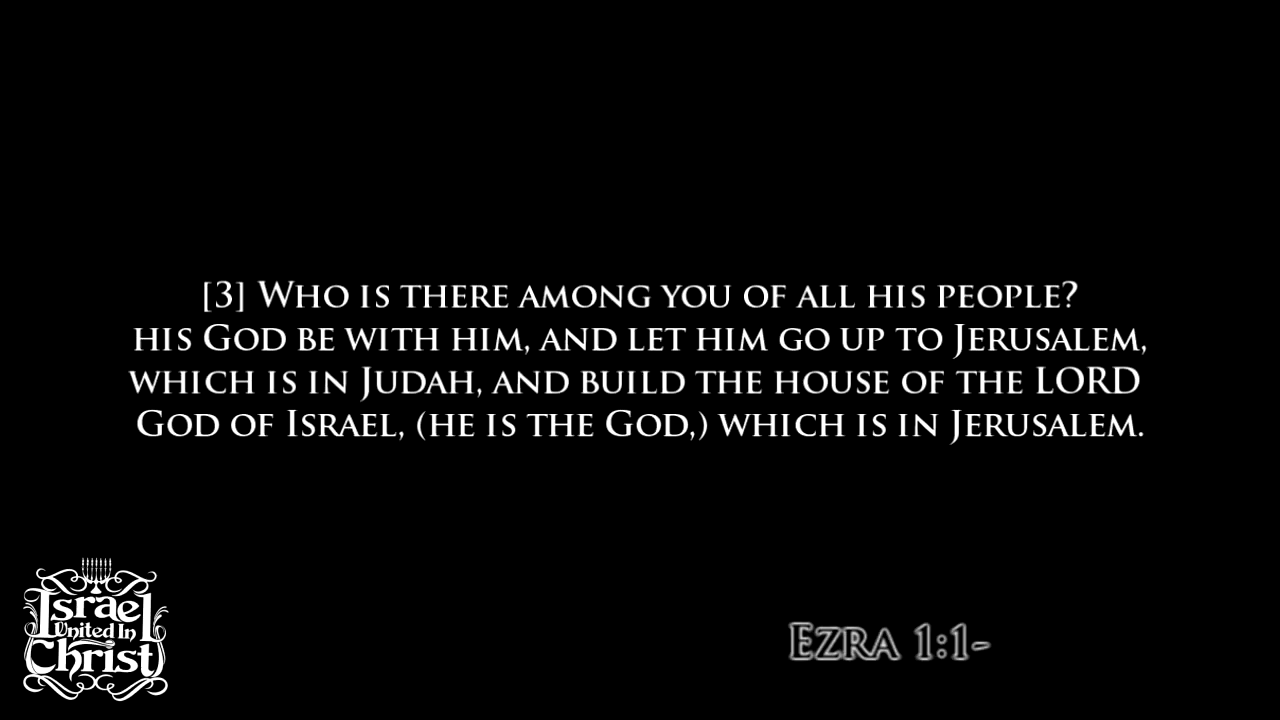 [3] Who is there among you of all his people?
his God be with him, and let him go up to Jerusalem,
which is in Judah, and build the house of the LORD
God of Israel, (he is the God,) which is in Jerusalem.
Israel
United In
Christ
Ezra 1:1-